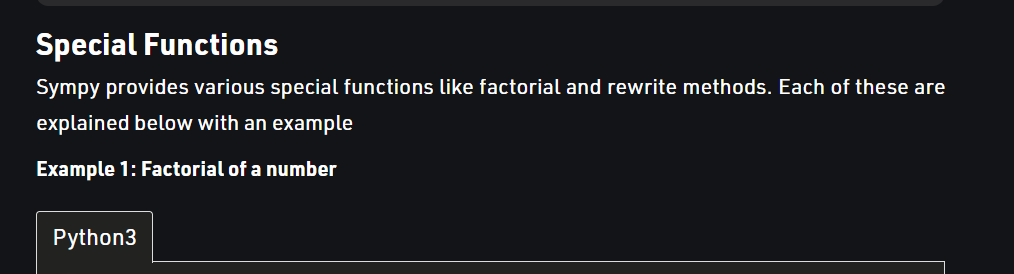 Special Functions
Sympy provides various special functions like factorial and rewrite methods. Each of these are
explained below with an example
Example 1: Factorial of a number
Python3